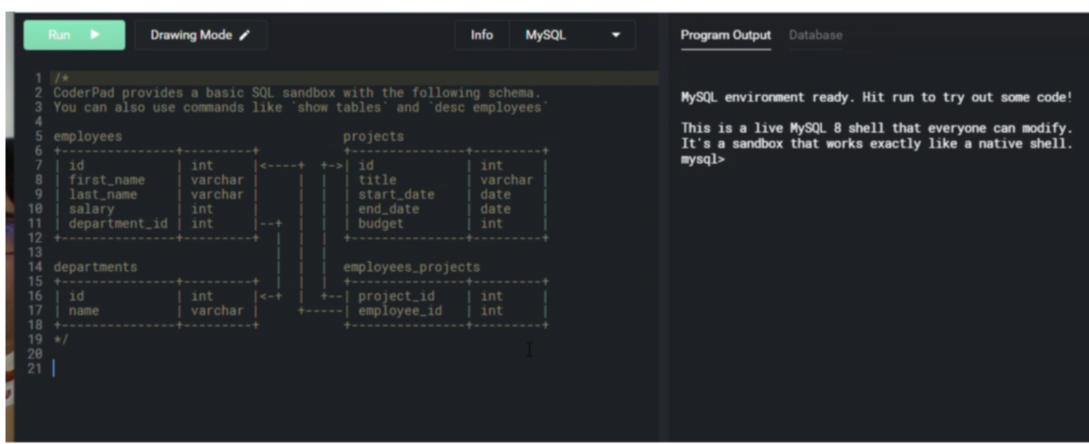 Run ▶ Drawing Mode Info MySQL
Program Output Database
1 /*
2 CoderPad provides a basic SQL sandbox with the following schema.
3 You can also use commands like `show tables` and `desc employees`
4
5 employees                      projects
6 +---------------+---------+          +---------------+---------+
7 | id            | int     |<----+  +->| id            | int     |
8 | first_name    | varchar |     |  |  | title         | varchar |
9 | last_name     | varchar |     |  |  | start_date    | date    |
10 | salary        | int     |     |  |  | end_date      | date    |
11 | department_id | int     |--+  |  |  | budget        | int     |
12 +---------------+---------+  |  |  |  +---------------+---------+
13                              |  |  |
14 departments                  |  |  |  employees_projects
15 +---------------+---------+  |  |  |  +---------------+---------+
16 | id            | int     |<-+  |  +--| project_id    | int     |
17 | name          | varchar |     +-----| employee_id   | int     |
18 +---------------+---------+           +---------------+---------+
19 */
20
21
MySQL environment ready. Hit run to try out some code!
This is a live MySQL 8 shell that everyone can modify.
It's a sandbox that works exactly like a native shell.
mysql>